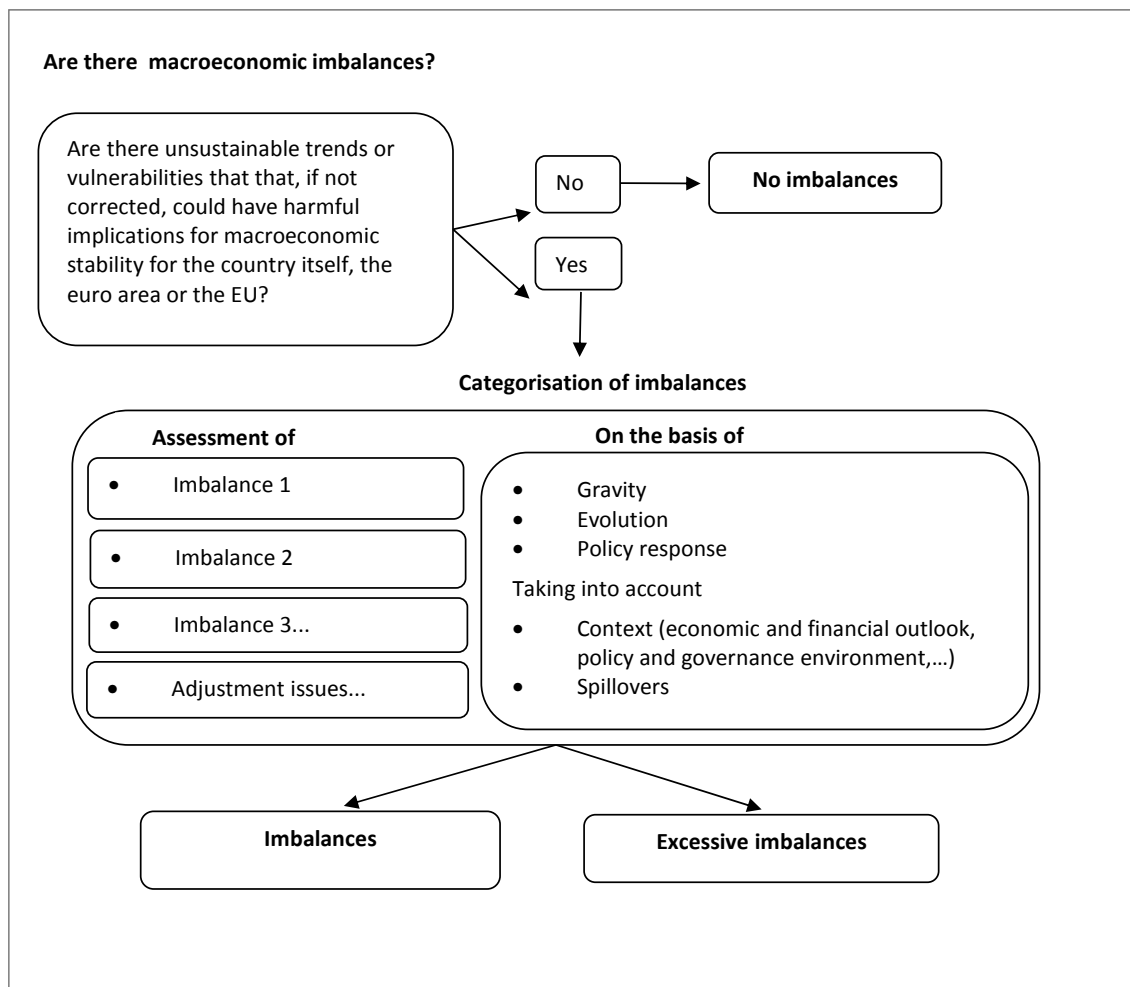 Are there macroeconomic imbalances?
Are there unsustainable trends or
vulnerabilities that that, if not
corrected, could have harmful
implications for macroeconomic
stability for the country itself, the
euro area or the EU?
No
No imbalances
Yes
Categorisation of imbalances
Assessment of
• Imbalance 1
• Imbalance 2
• Imbalance 3...
• Adjustment issues...
On the basis of
• Gravity
• Evolution
• Policy response
Taking into account
• Context (economic and financial outlook,
policy and governance environment,…)
• Spillovers
Imbalances
Excessive imbalances